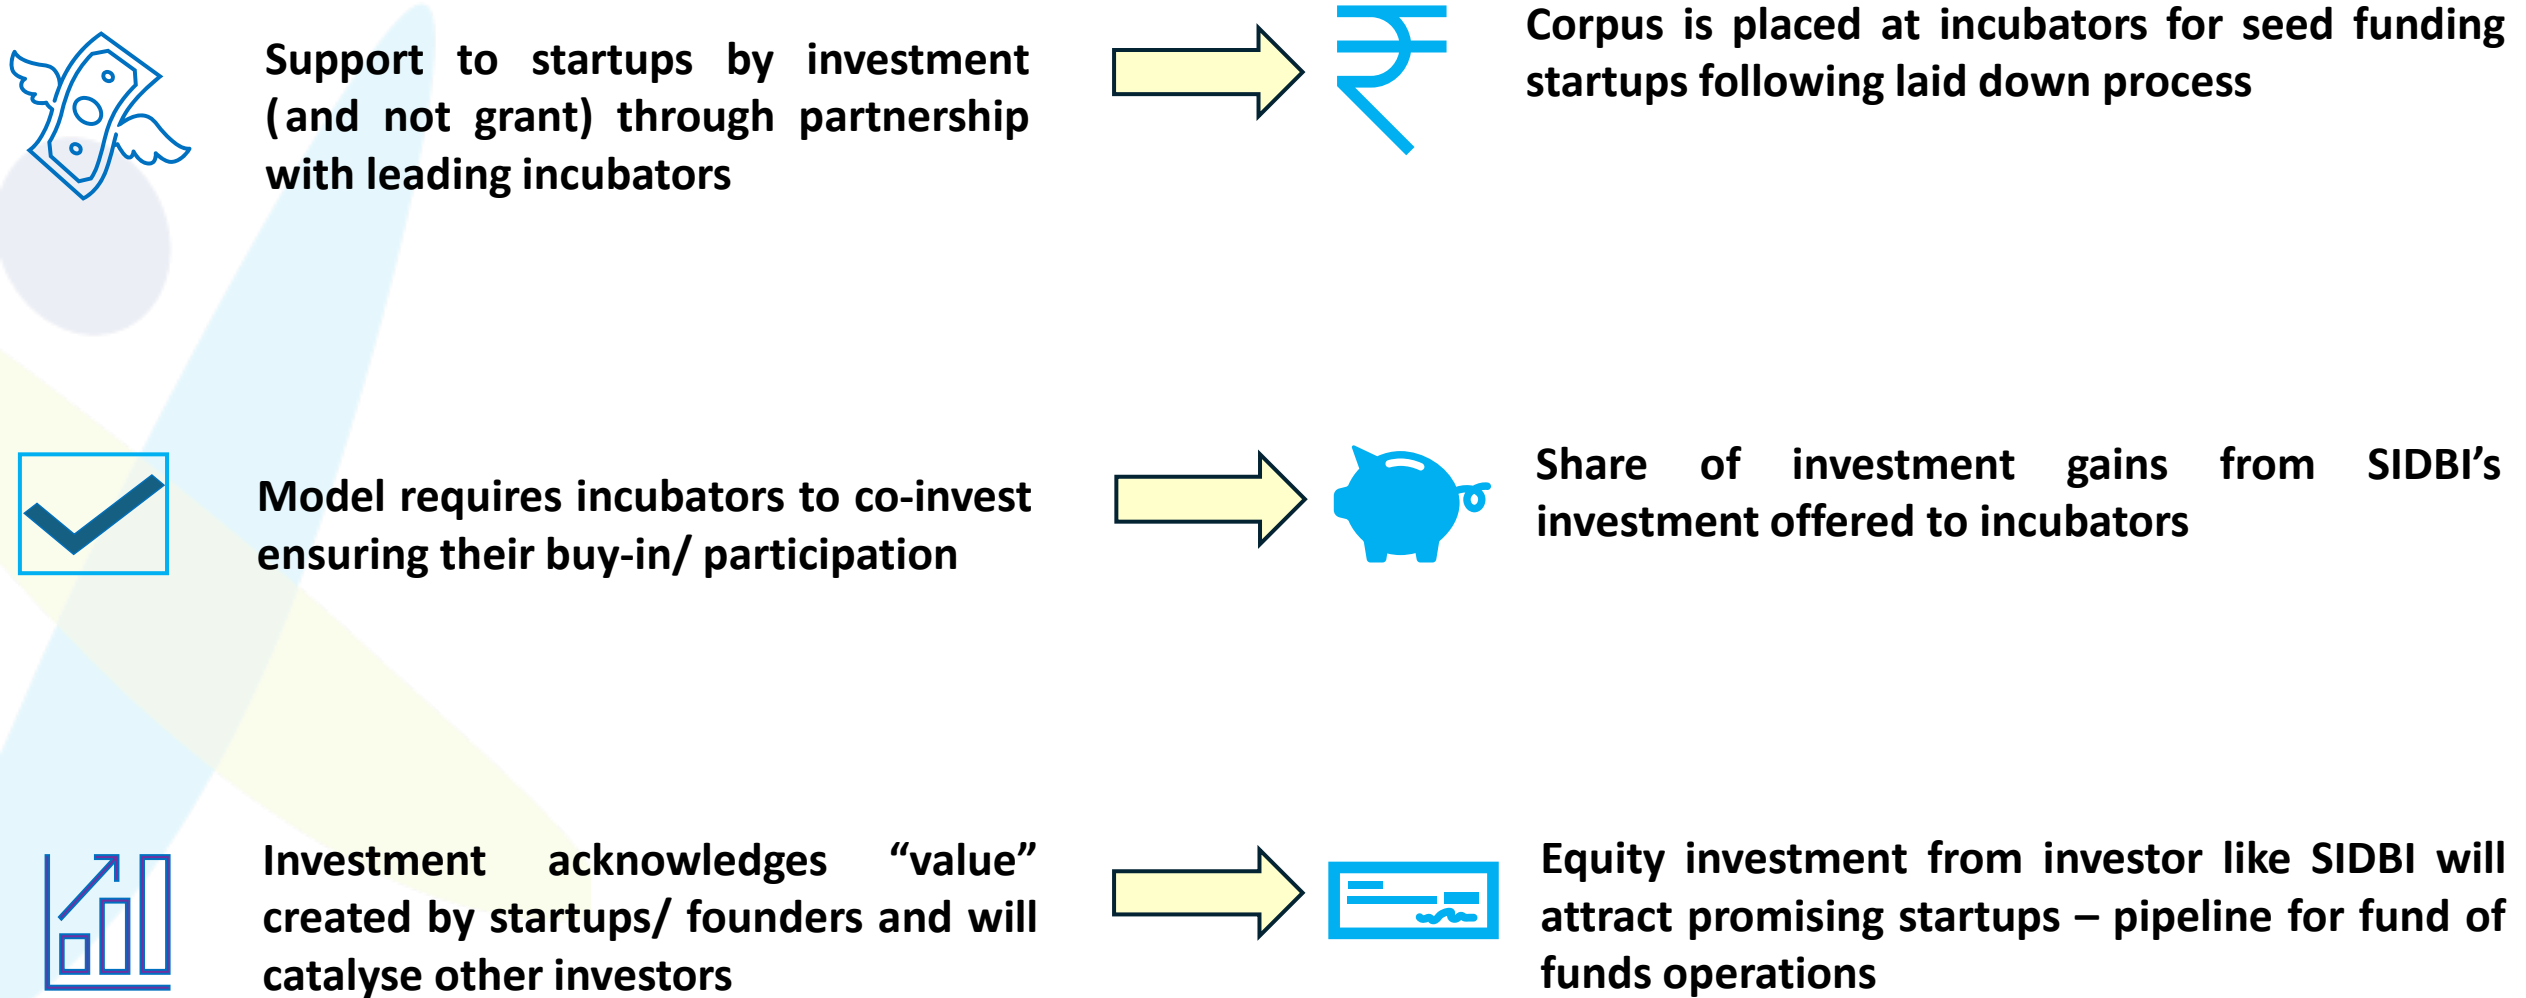 Support to startups by investment
(and not grant) through partnership
with leading incubators
Corpus is placed at incubators for seed funding
startups following laid down process
Model requires incubators to co-invest
ensuring their buy-in/ participation
Share of investment gains from SIDBI’s
investment offered to incubators
Investment acknowledges “value”
created by startups/ founders and will
catalyse other investors
Equity investment from investor like SIDBI will
attract promising startups – pipeline for fund of
funds operations